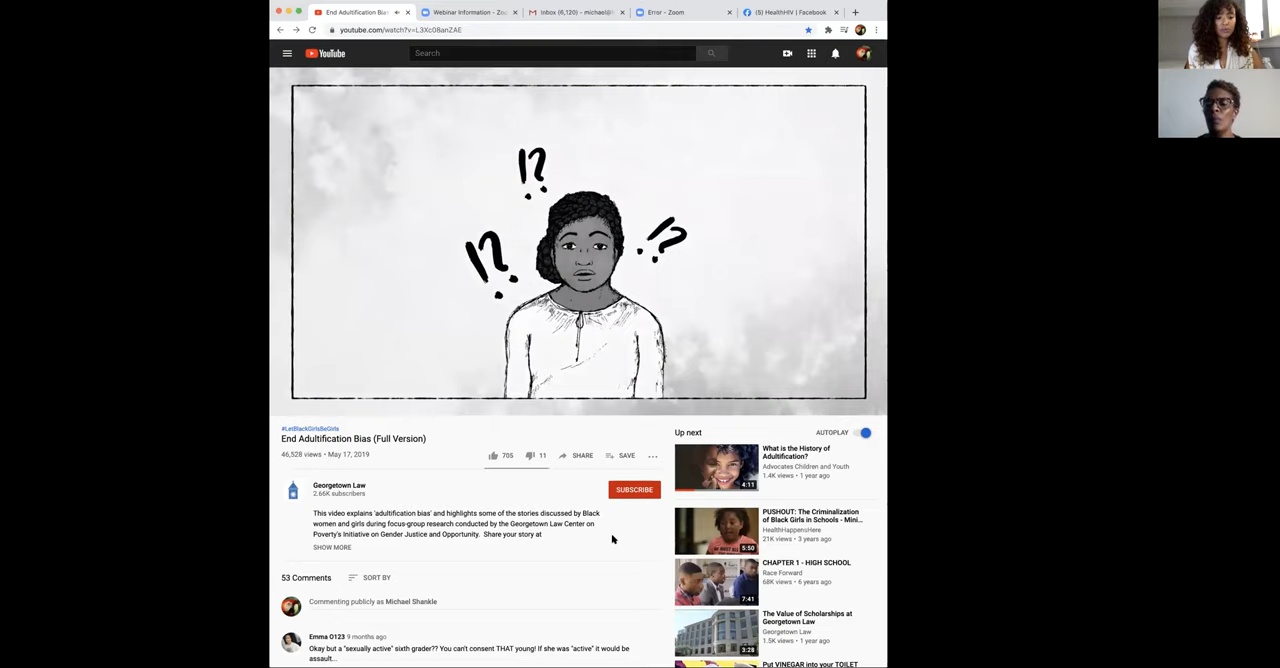 End Adultification Bias
Webinar Information - Zo
Inbox (6,120) - michael@
Error - Zoom
(5) HealthHIV | Facebook
youtube.com/watch?v=L3Xc08anZAE
YouTube
Search
!?
!?
!?
#LetBlackGirlsBeGirls
End Adultification Bias (Full Version)
46,528 views • May 17, 2019
705
11
SHARE
SAVE
Georgetown Law
2.66K subscribers
SUBSCRIBE
This video explains 'adultification bias' and highlights some of the stories discussed by Black
women and girls during focus-group research conducted by the Georgetown Law Center on
Poverty's Initiative on Gender Justice and Opportunity. Share your story at
SHOW MORE
53 Comments
SORT BY
Commenting publicly as Michael Shankle
Emma O123 9 months ago
Okay but a "sexually active" sixth grader?? You can't consent THAT young! If she was "active" it would be
assault...
Up next
AUTOPLAY
What is the History of
Adultification?
Advocates Children and Youth
1.4K views • 1 year ago
4:11
PUSHOUT: The Criminalization
of Black Girls in Schools - Mini...
HealthHappensHere
21K views • 3 years ago
5:50
CHAPTER 1 - HIGH SCHOOL
Race Forward
68K views • 6 years ago
7:41
The Value of Scholarships at
Georgetown Law
Georgetown Law
1.5K views • 1 year ago
3:28
Put VINEGAR into your TOILET